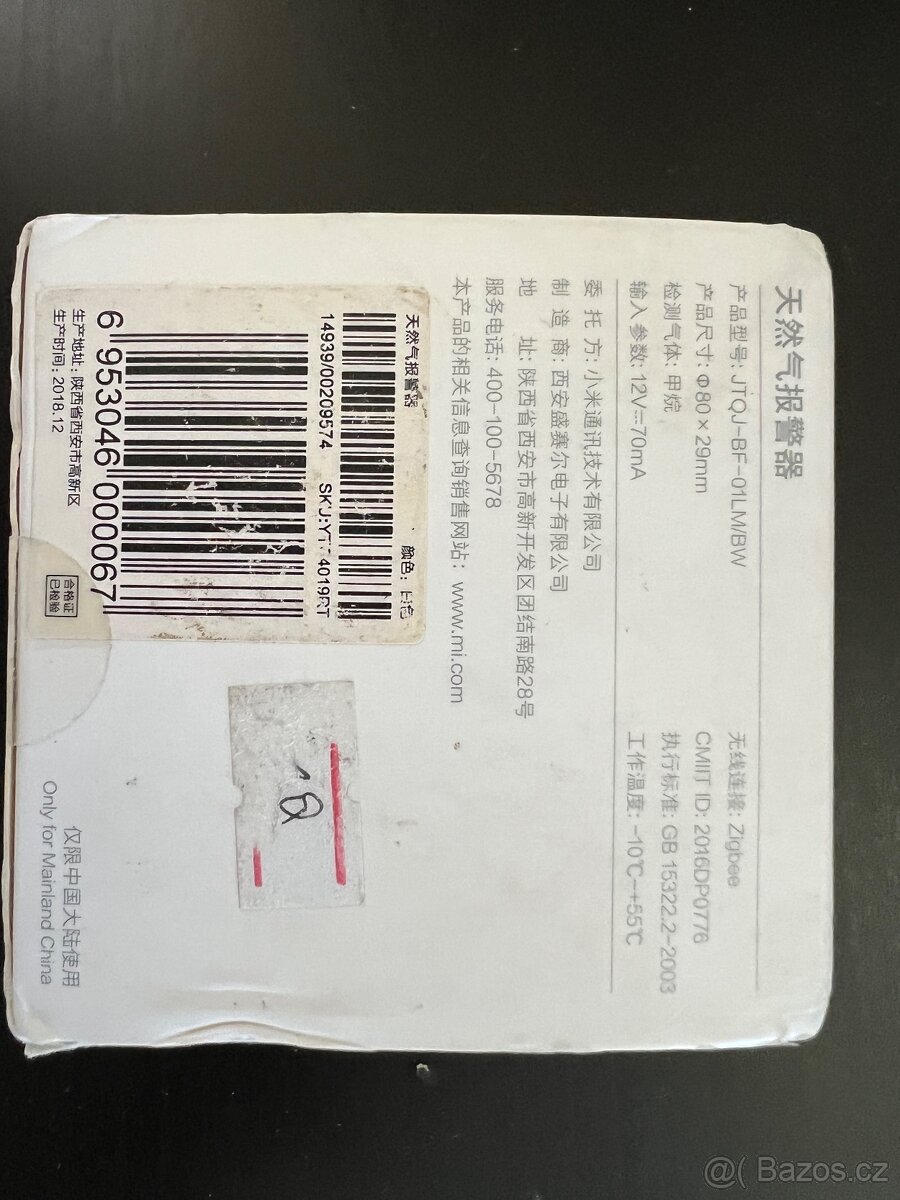 天然气报警器
产品型号: JTQJ-BF-01LM/BW
无线连接: Zigbee
产品尺寸: Φ80×29mm
CMIIT ID: 2016DP0776
检测气体: 甲烷
执行标准: GB 15322.2-2003
输入参数: 12V⎓70mA
工作温度: -10℃~+55℃
委托方: 小米通讯技术有限公司
制造商: 西安盛赛尔电子有限公司
地址: 陕西省西安市高新开发区团结南路28号
服务电话: 400-100-5678
本产品的相关信息查询销售网站: www.mi.com
天然气报警器
颜色:
14939/00209574
6 953046 000067
生产地址: 陕西省西安市高新区
生产时间: 2018.12
合格证
已检验
仅限中国大陆使用
Only for Mainland China
@( Bazos.cz